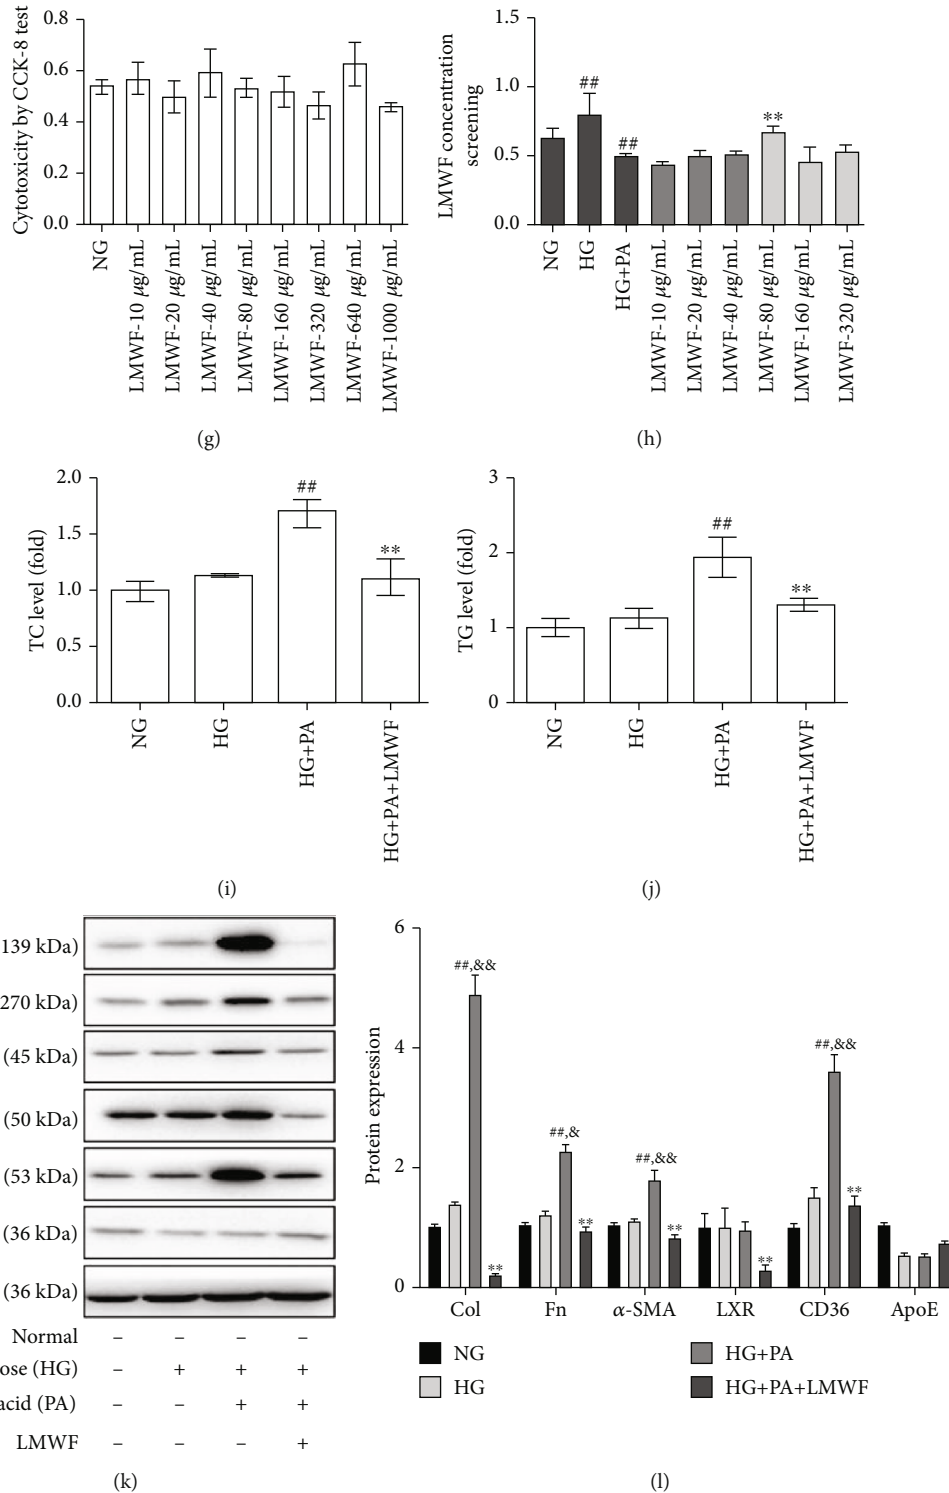 Cytotoxicity by CCK-8 test
0.8
0.6
0.4
0.2
0.0
NG
LMWF-10 μg/mL
LMWF-20 μg/mL
LMWF-40 μg/mL
LMWF-80 μg/mL
LMWF-160 μg/mL
LMWF-320 μg/mL
LMWF-640 μg/mL
LMWF-1000 μg/mL
(g)
LMWF concentration
screening
1.5
1.0
0.5
0.0
##
##
**
NG
HG
HG+PA
LMWF-10 μg/mL
LMWF-20 μg/mL
LMWF-40 μg/mL
LMWF-80 μg/mL
LMWF-160 μg/mL
LMWF-320 μg/mL
(h)
TC level (fold)
2.0
1.5
1.0
0.5
0.0
##
**
NG
HG
HG+PA
HG+PA+LMWF
(i)
TG level (fold)
3
2
1
0
##
**
NG
HG
HG+PA
HG+PA+LMWF
(j)
139 kDa)
270 kDa)
(45 kDa)
(50 kDa)
(53 kDa)
(36 kDa)
(36 kDa)
Normal – – – –
ose (HG) – + + +
acid (PA) – – + +
LMWF – – – +
(k)
Protein expression
6
4
2
0
##,&&
**
##,&
**
##,&&
**
**
##,&&
**
Col Fn α-SMA LXR CD36 ApoE
NG
HG
HG+PA
HG+PA+LMWF
(l)